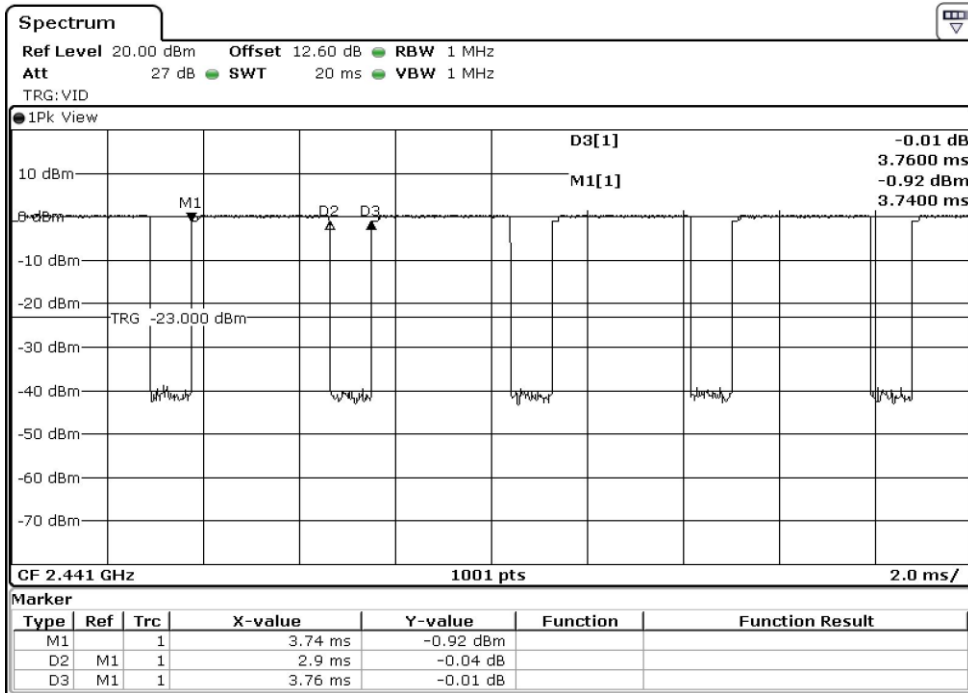 Spectrum
Ref Level 20.00 dBm Offset 12.60 dB RBW 1 MHz
Att 27 dB SWT 20 ms VBW 1 MHz
TRG:VID
1Pk View
D3[1] -0.01 dB
3.7600 ms
10 dBm
M1[1] -0.92 dBm
3.7400 ms
M1
D2 D3
0 dBm
-10 dBm
-20 dBm
TRG -23.000 dBm
-30 dBm
-40 dBm
-50 dBm
-60 dBm
-70 dBm
CF 2.441 GHz 1001 pts 2.0 ms/
Marker
Type Ref Trc X-value Y-value Function Function Result
M1 1 3.74 ms -0.92 dBm
D2 M1 1 2.9 ms -0.04 dB
D3 M1 1 3.76 ms -0.01 dB